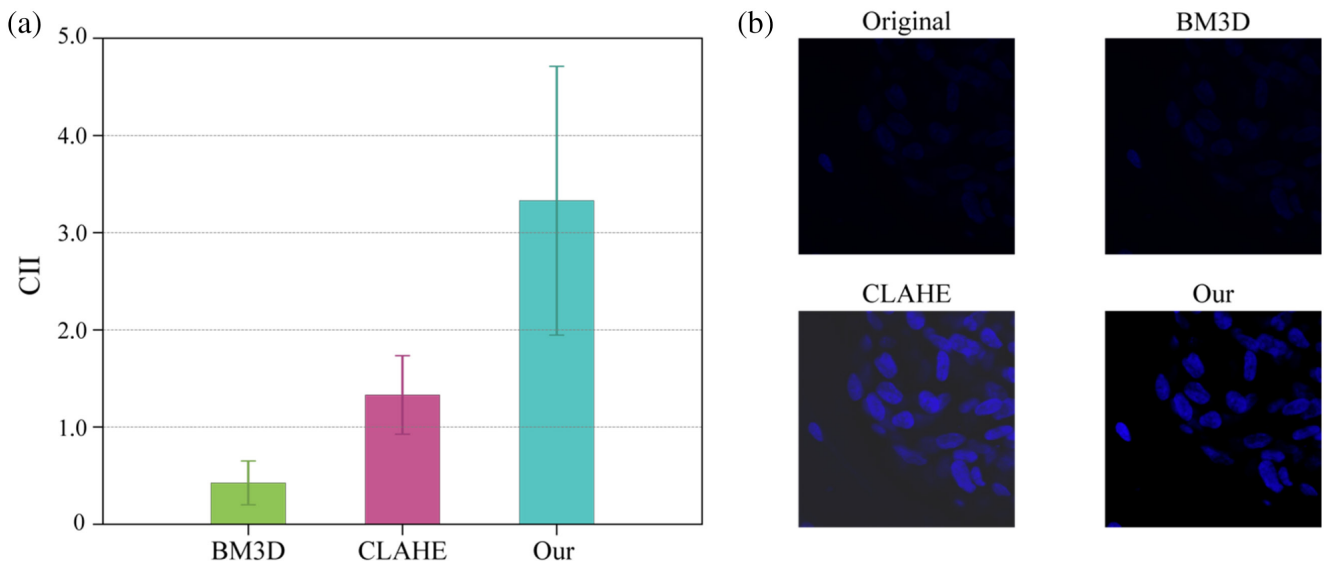 (a)
5.0
4.0
3.0
2.0
1.0
0
CII
BM3D CLAHE Our
(b)
Original BM3D
CLAHE Our